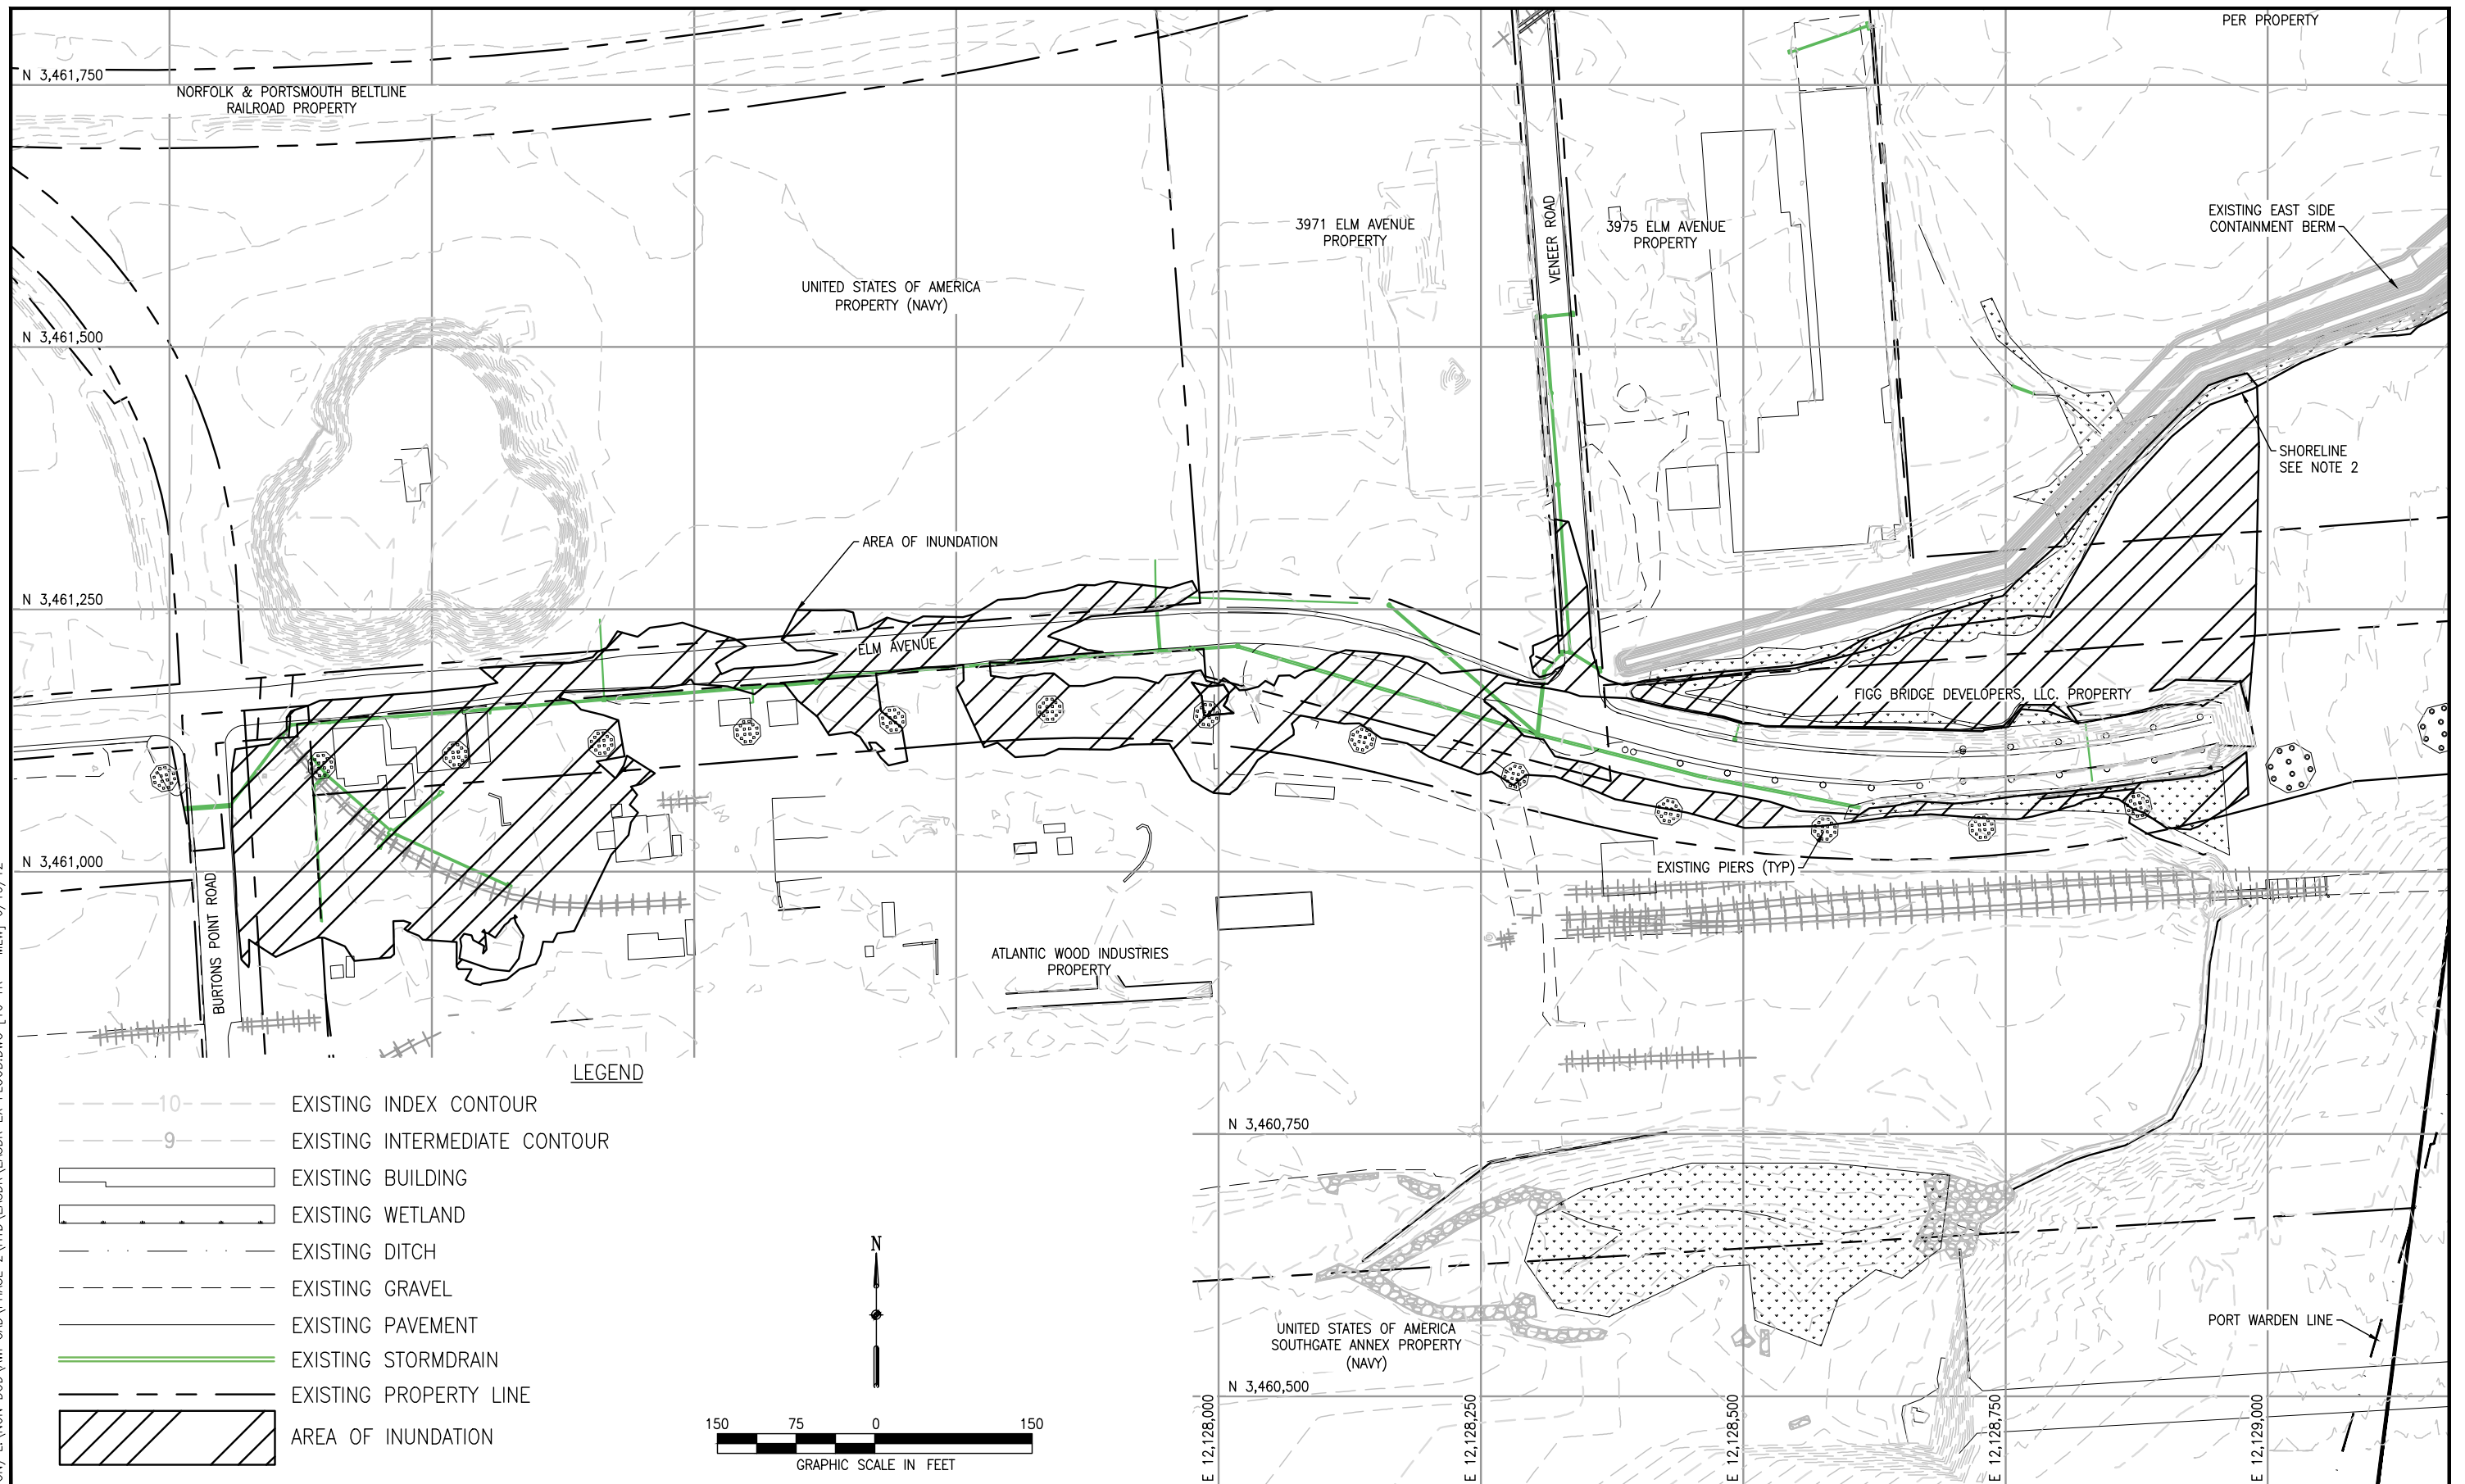 PER PROPERTY
N 3,461,750
NORFOLK & PORTSMOUTH BELTLINE
RAILROAD PROPERTY
3971 ELM AVENUE
PROPERTY
VENEER ROAD
3975 ELM AVENUE
PROPERTY
EXISTING EAST SIDE
CONTAINMENT BERM
UNITED STATES OF AMERICA
PROPERTY (NAVY)
N 3,461,500
SHORELINE
SEE NOTE 2
AREA OF INUNDATION
N 3,461,250
ELM AVENUE
FIGG BRIDGE DEVELOPERS, LLC. PROPERTY
N 3,461,000
EXISTING PIERS (TYP)
BURTONS POINT ROAD
ATLANTIC WOOD INDUSTRIES
PROPERTY
N 3,460,750
UNITED STATES OF AMERICA
SOUTHGATE ANNEX PROPERTY
(NAVY)
PORT WARDEN LINE
N 3,460,500
E 12,128,000
E 12,128,250
E 12,128,500
E 12,128,750
E 12,129,000
LEGEND
10
EXISTING INDEX CONTOUR
9
EXISTING INTERMEDIATE CONTOUR
EXISTING BUILDING
EXISTING WETLAND
EXISTING DITCH
EXISTING GRAVEL
EXISTING PAVEMENT
EXISTING STORMDRAIN
EXISTING PROPERTY LINE
AREA OF INUNDATION
N
150 75 0 150
GRAPHIC SCALE IN FEET